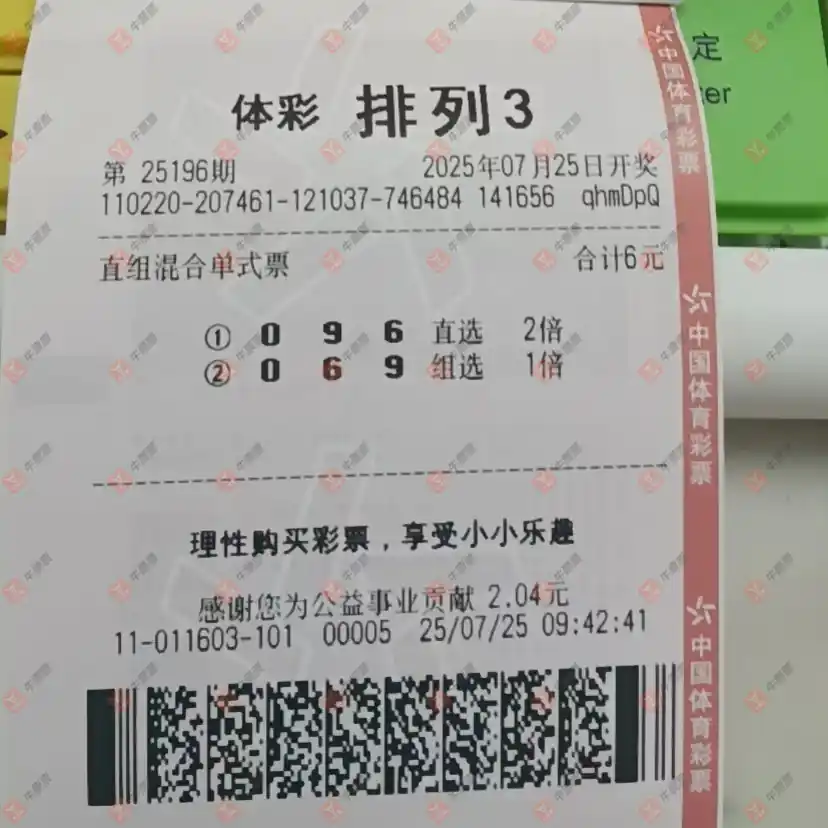 体彩 排列3
第 25196期 2025年07月25日开奖
110220-207461-121037-746484 141656 qhmDpQ
直组混合单式票 合计6元
① 0 9 6 直选 2倍
② 0 6 9 组选 1倍
理性购买彩票，享受小小乐趣
感谢您为公益事业贡献 2.04元
11-011603-101 00005 25/07/25 09:42:41
中国体育彩票
中国体育彩票
中国体育彩票
定
ter
牛图图